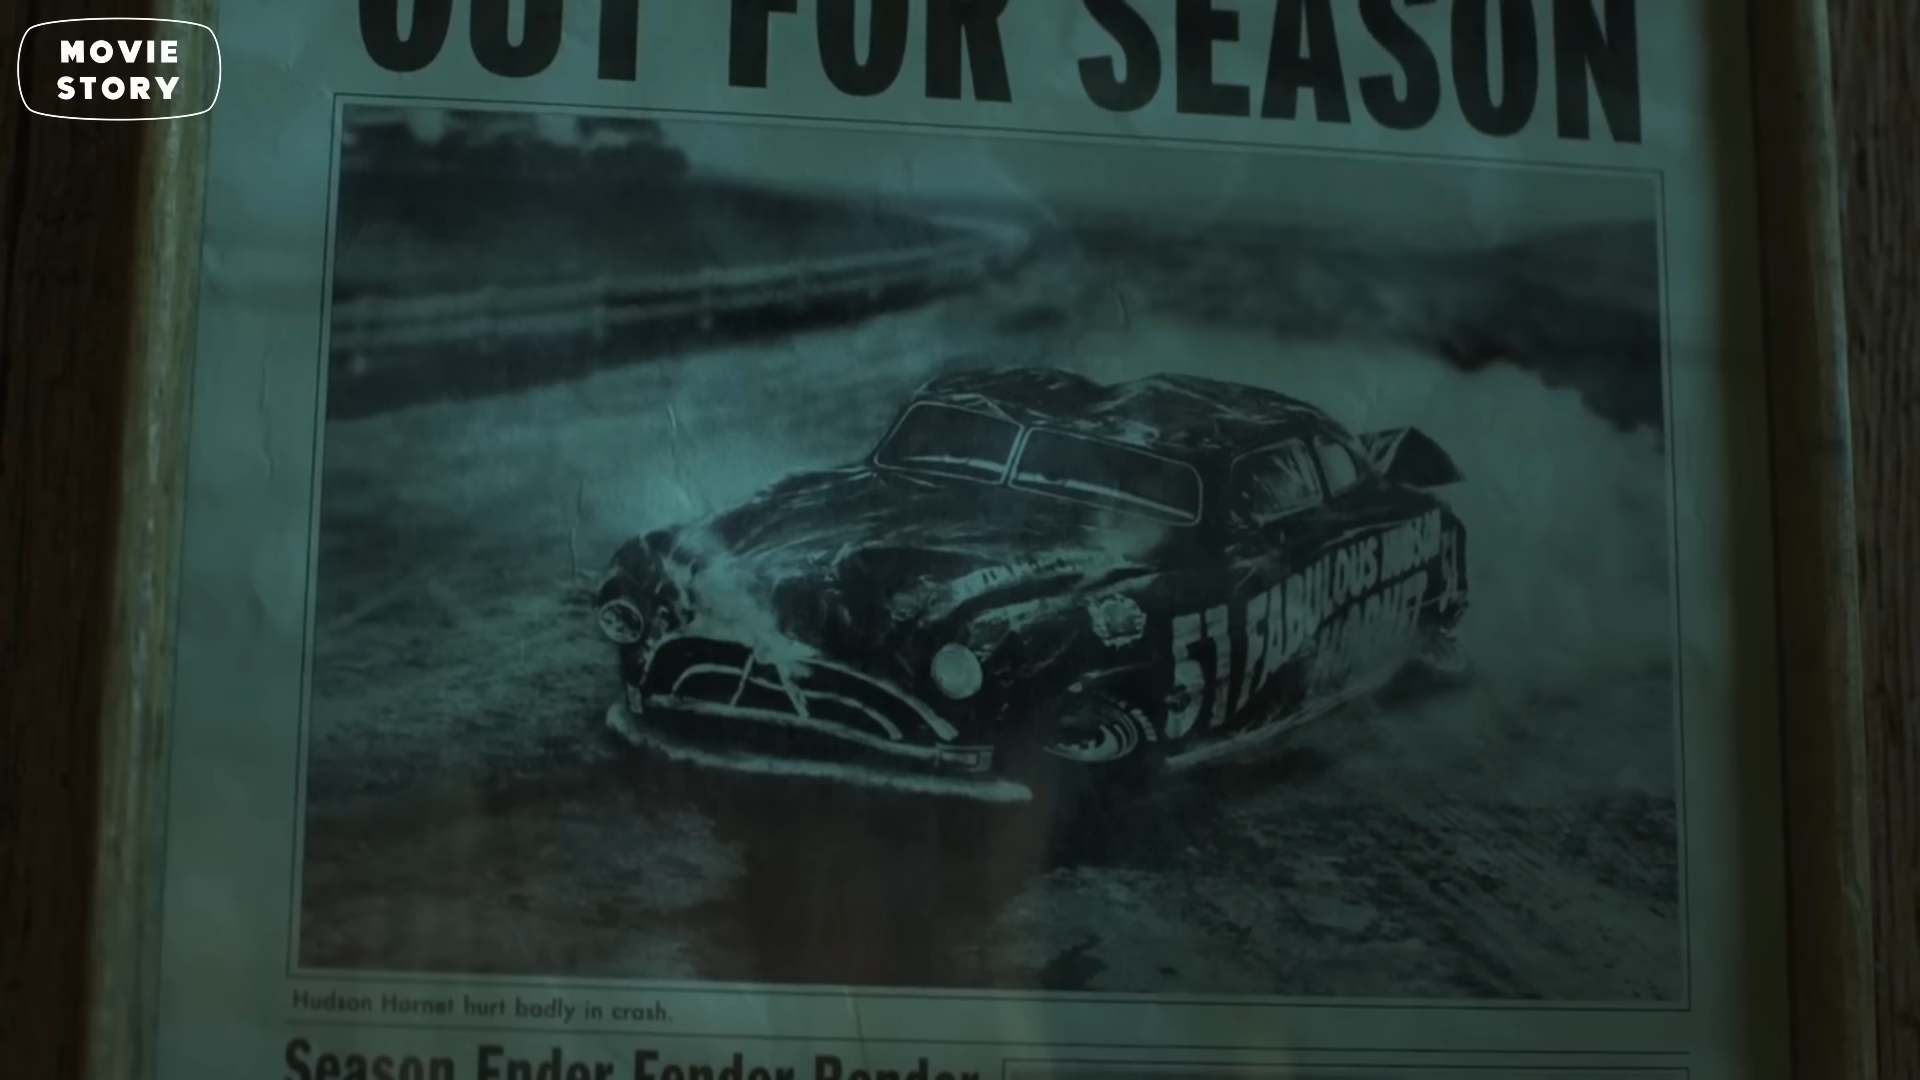 MOVIE
STORY
OUT FOR SEASON
51 FABULOUS HUDSON
HORNET
51
Hudson Hornet hurt badly in crash.
Season Ender Fender Bender